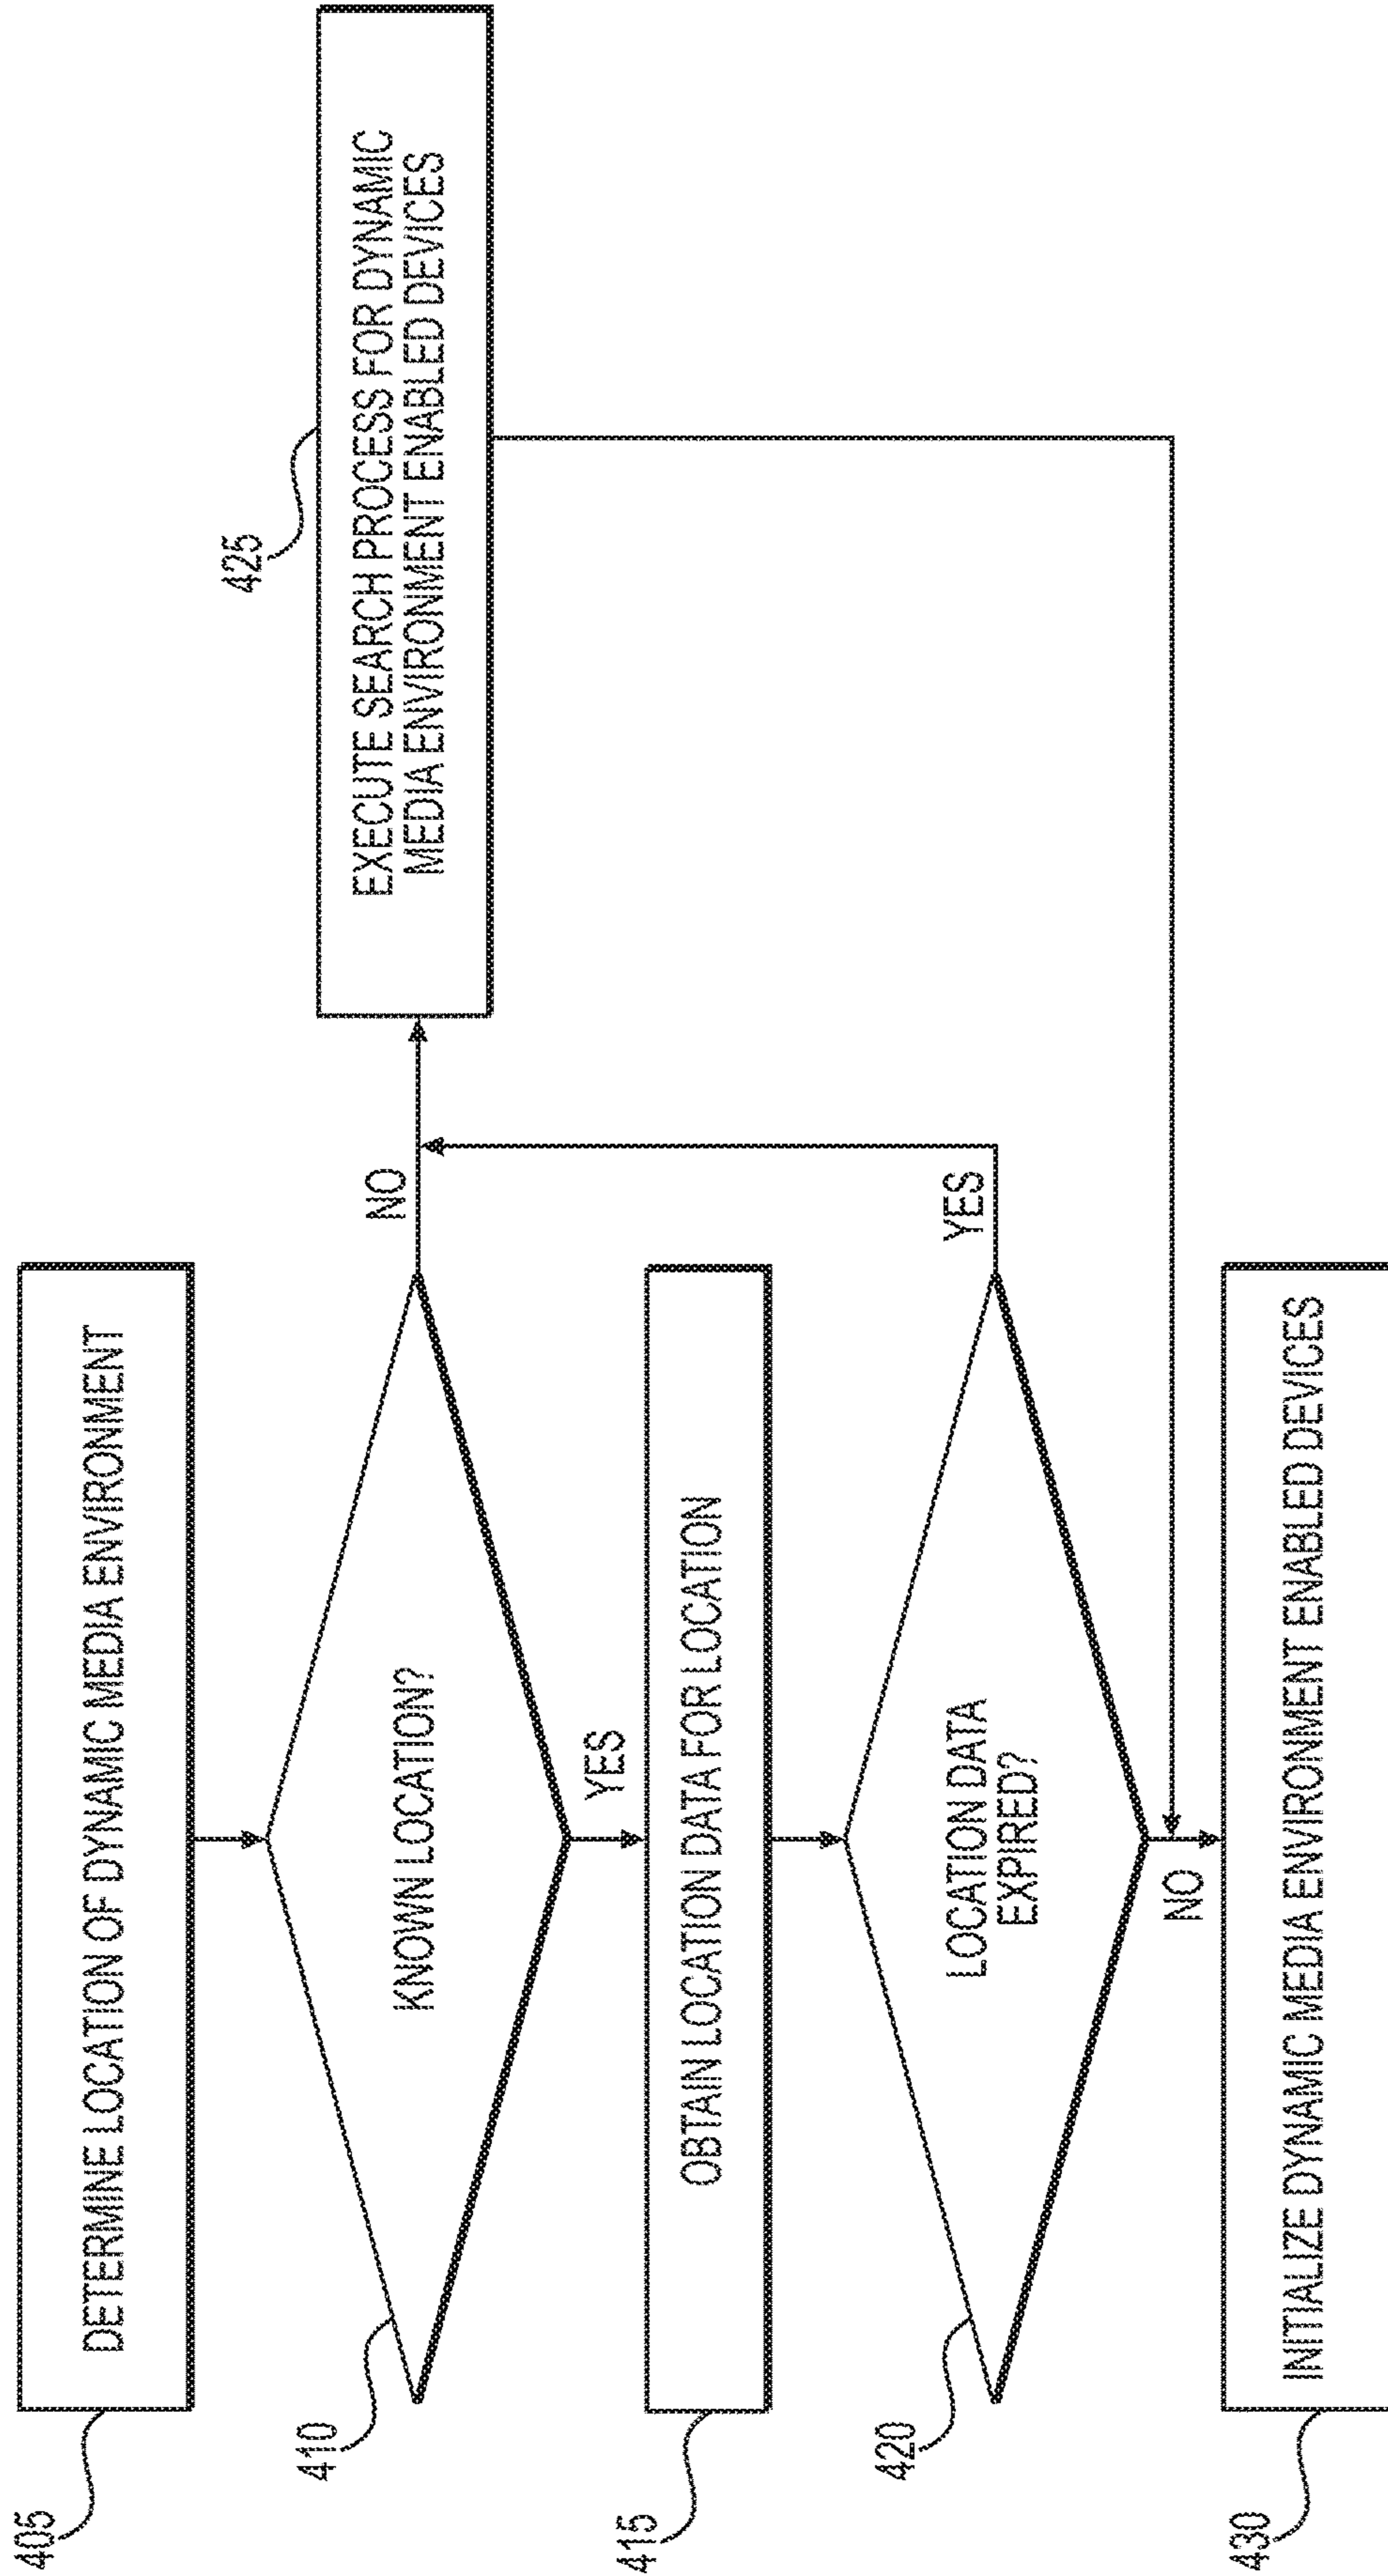 405
DETERMINE LOCATION OF DYNAMIC MEDIA ENVIRONMENT
410
KNOWN LOCATION?
NO
425
EXECUTE SEARCH PROCESS FOR DYNAMIC
MEDIA ENVIRONMENT ENABLED DEVICES
YES
415
OBTAIN LOCATION DATA FOR LOCATION
420
LOCATION DATA
EXPIRED?
YES
NO
430
INITIALIZE DYNAMIC MEDIA ENVIRONMENT ENABLED DEVICES